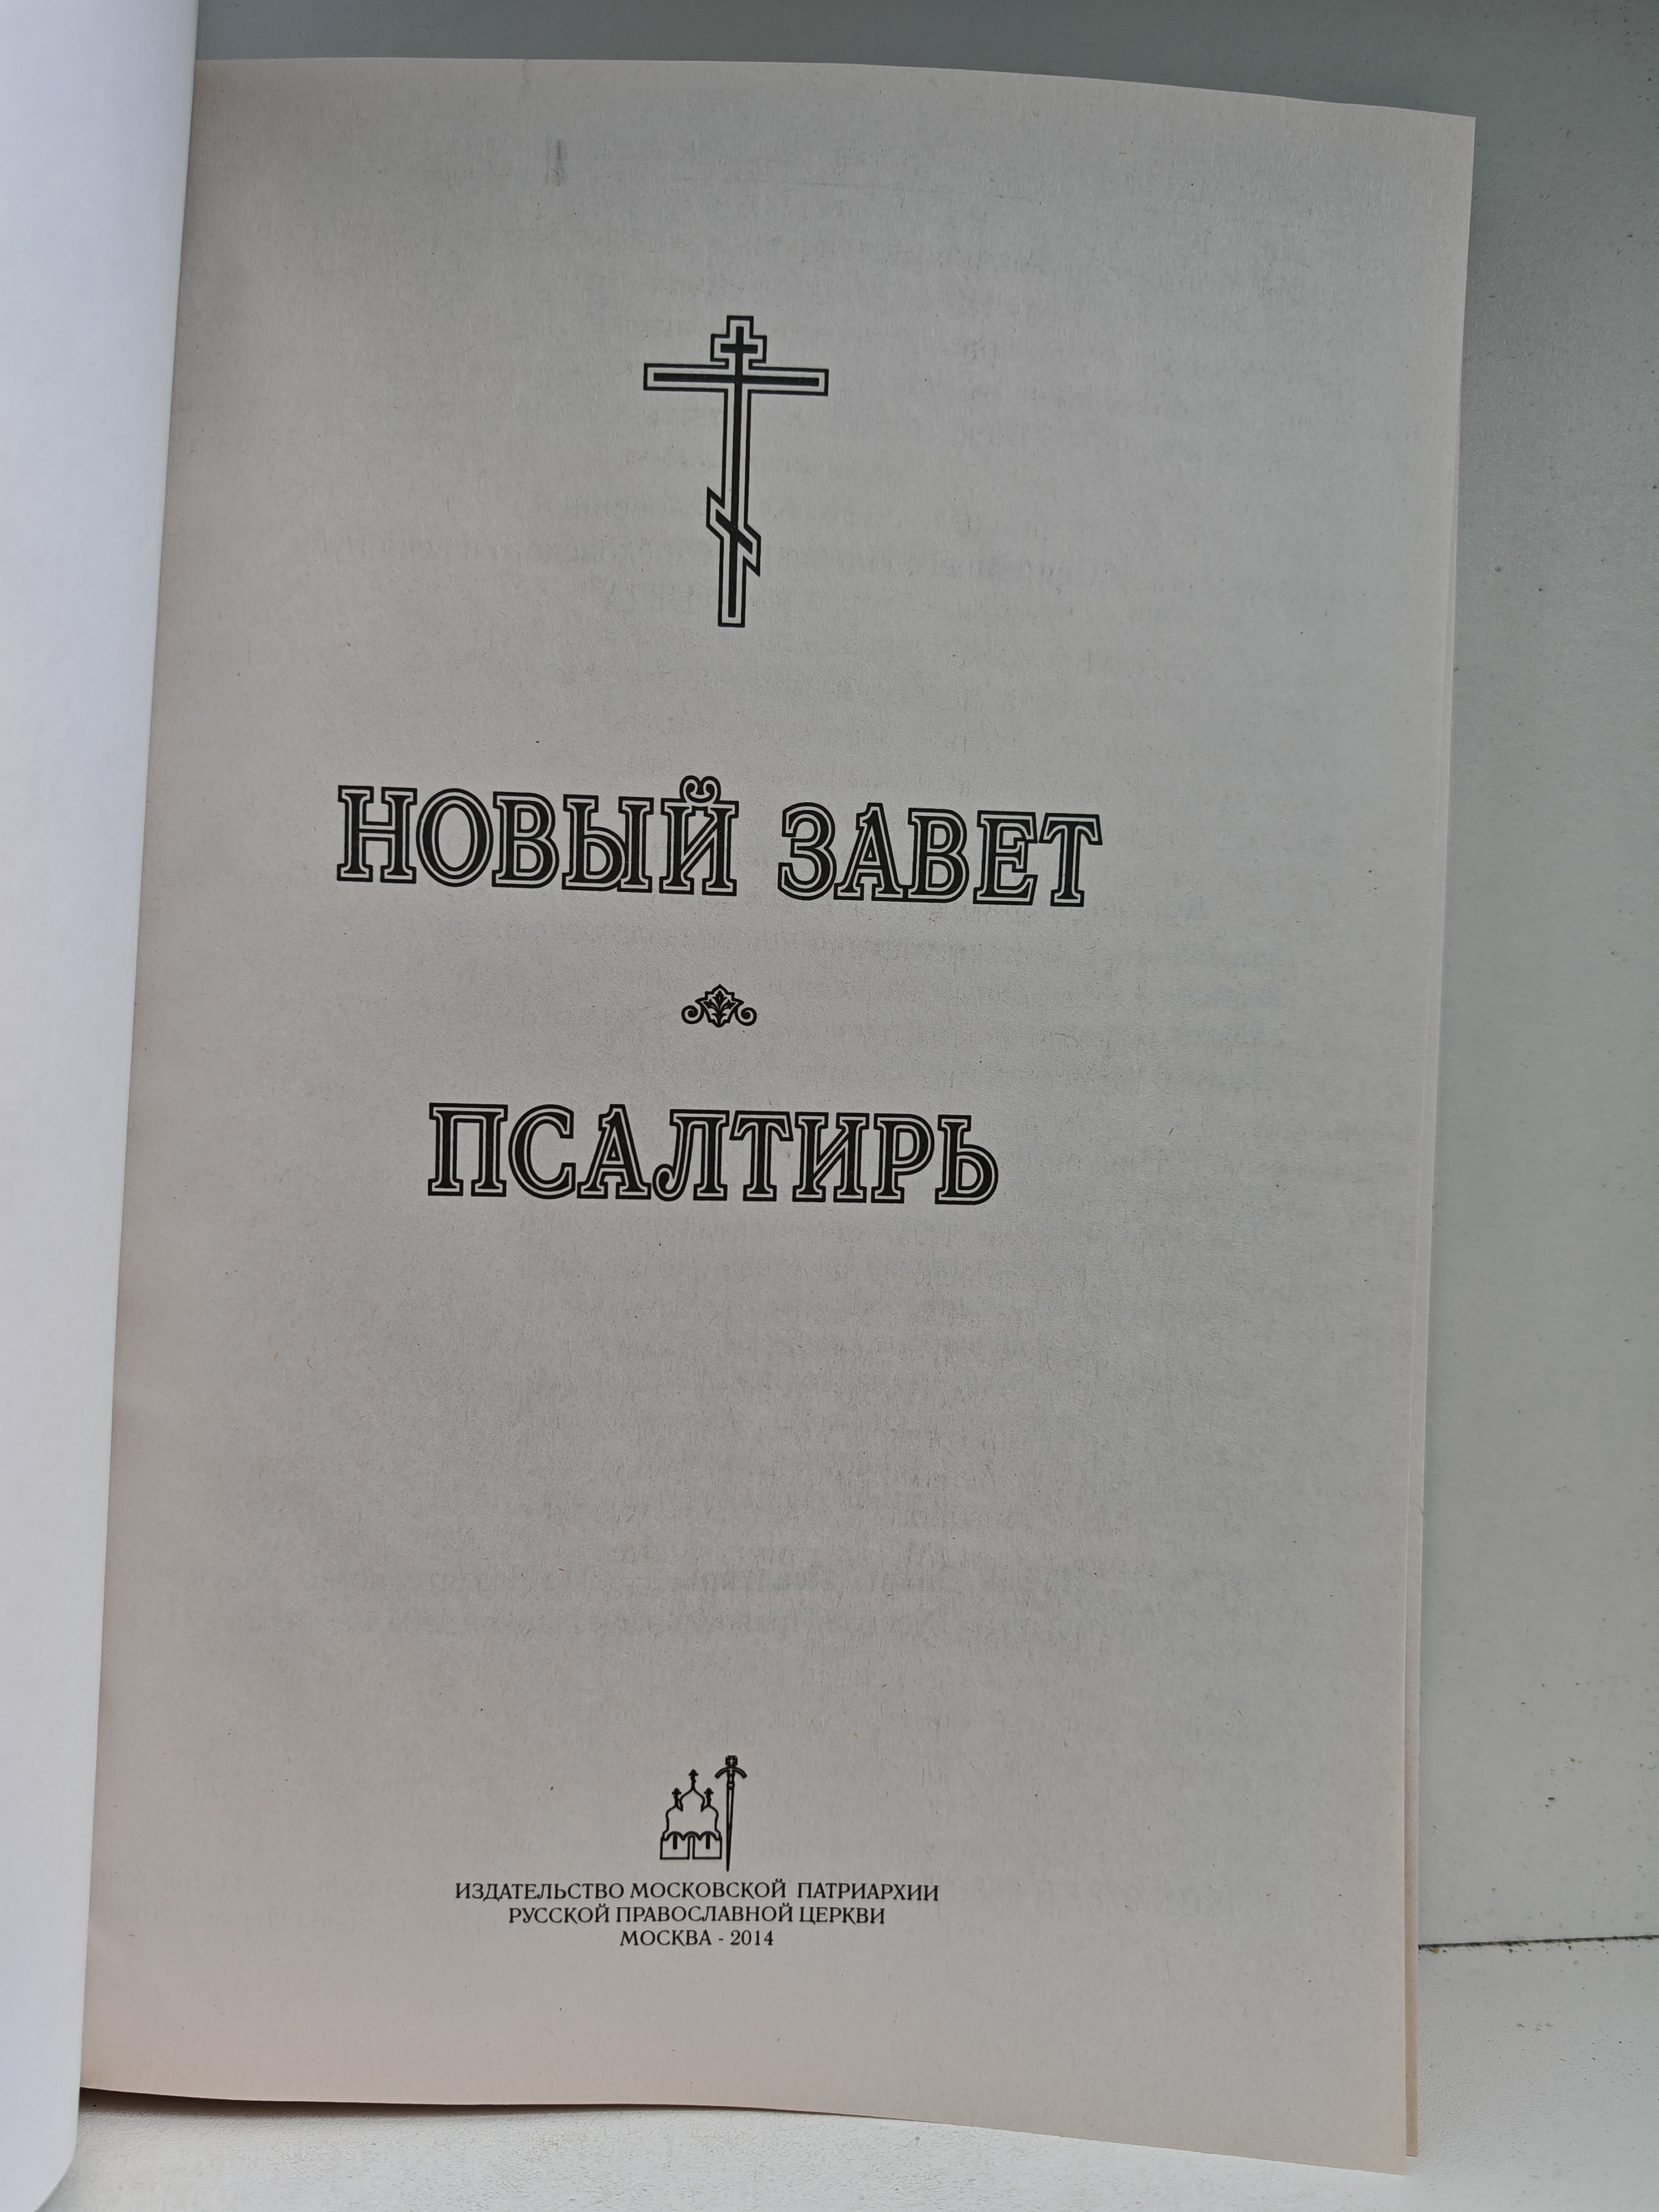 НОВЫЙ ЗАВЕТ
ПСАЛТИРЬ
ИЗДАТЕЛЬСТВО МОСКОВСКОЙ ПАТРИАРХИИ
РУССКОЙ ПРАВОСЛАВНОЙ ЦЕРКВИ
МОСКВА - 2014